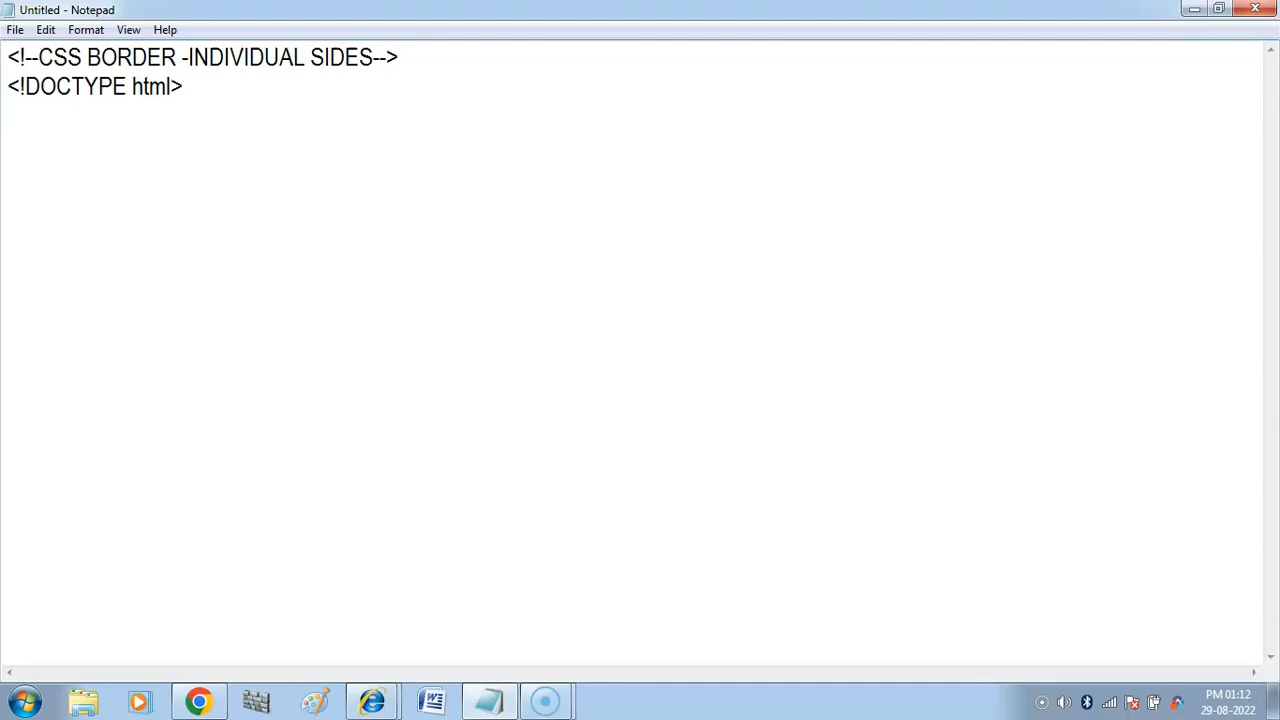 Untitled - Notepad
File Edit Format View Help
<!--CSS BORDER -INDIVIDUAL SIDES-->
<!DOCTYPE html>
PM 01:12
29-08-2022